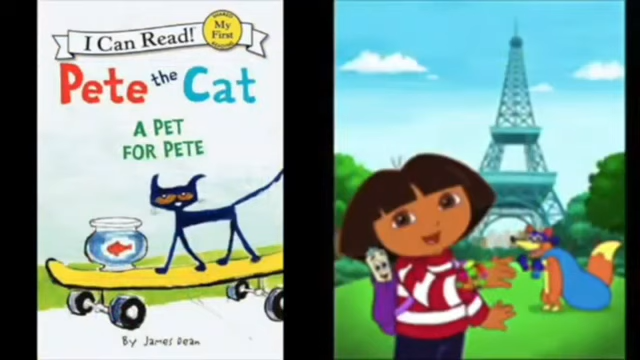 I Can Read!
My
First
Pete the Cat
A PET
FOR PETE
By James Dean